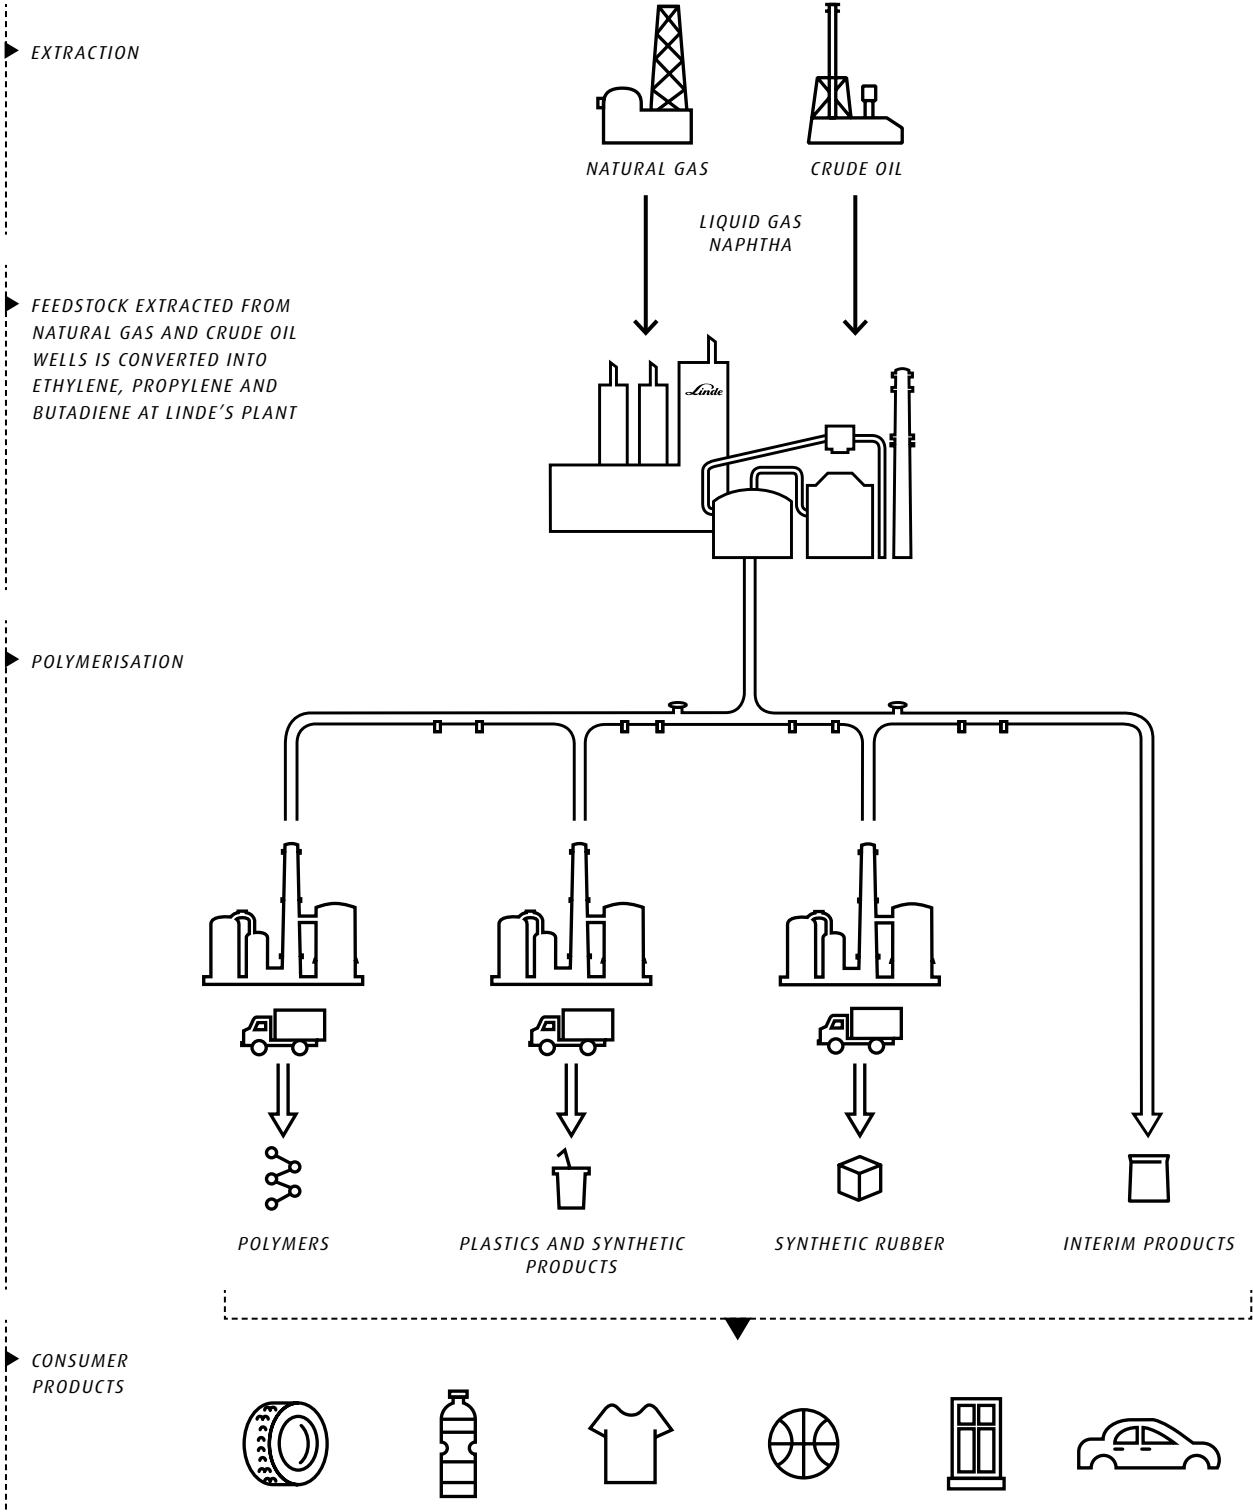 EXTRACTION
NATURAL GAS
CRUDE OIL
LIQUID GAS
NAPHTHA
FEEDSTOCK EXTRACTED FROM
NATURAL GAS AND CRUDE OIL
WELLS IS CONVERTED INTO
ETHYLENE, PROPYLENE AND
BUTADIENE AT LINDE’S PLANT
Linde
POLYMERISATION
POLYMERS
PLASTICS AND SYNTHETIC
PRODUCTS
SYNTHETIC RUBBER
INTERIM PRODUCTS
CONSUMER
PRODUCTS